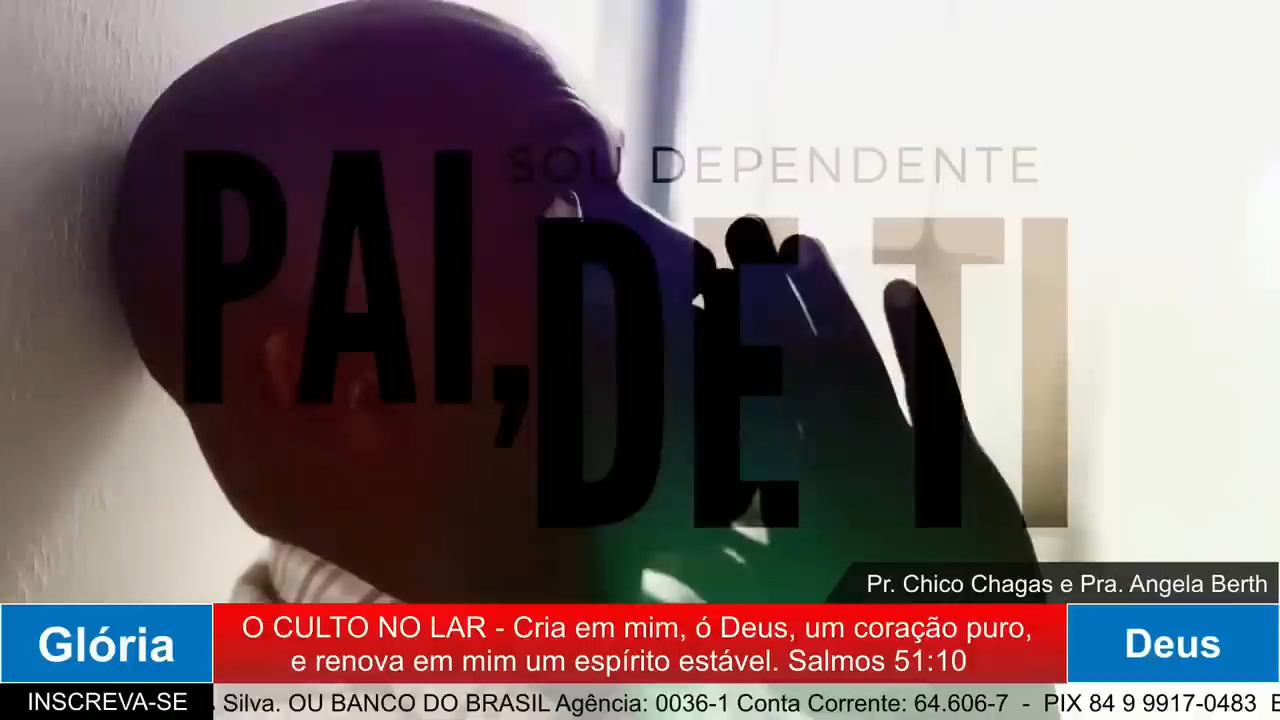 SOU DEPENDENTE
PAI, DE TI
Pr. Chico Chagas e Pra. Angela Berth
Glória
O CULTO NO LAR - Cria em mim, ó Deus, um coração puro,
e renova em mim um espírito estável. Salmos 51:10
Deus
INSCREVA-SE
Silva. OU BANCO DO BRASIL Agência: 0036-1 Conta Corrente: 64.606-7 - PIX 84 9 9917-0483